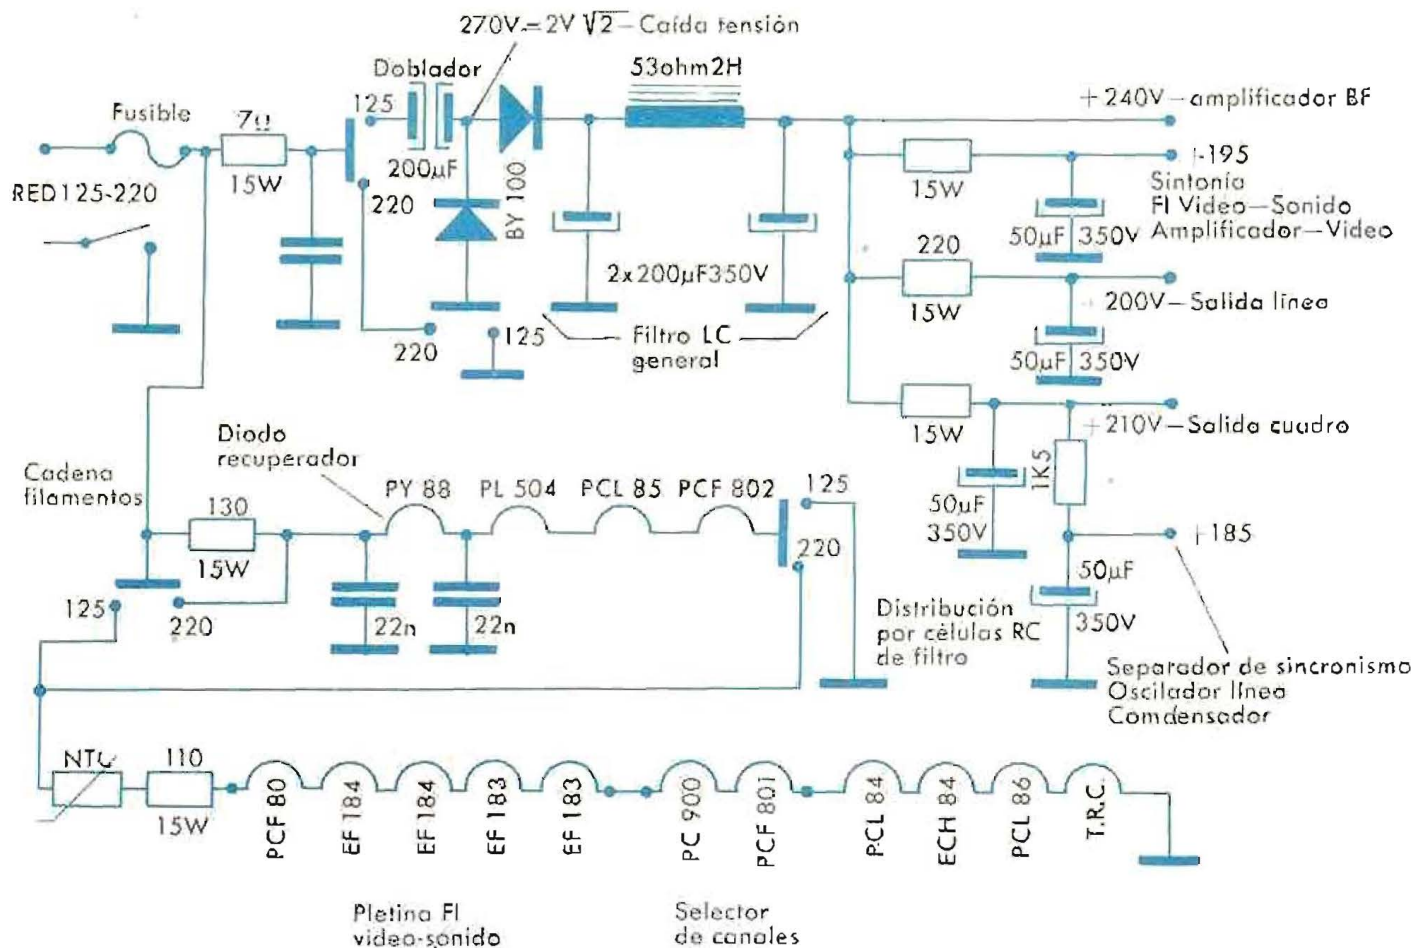 270V=2V √2—Caída tensión
Doblador
53ohm2H
Fusible
125
7Ω
+240V—amplificador BF
200µF
15W
220
BY 100
RED 125-220
+195
15W
Sintonía
FI Video—Sonido
Amplificador—Video
50µF 350V
2x200µF350V
220
15W
+200V—Salida línea
220
125
Filtro LC
general
50µF 350V
15W
+210V—Salida cuadro
Diodo
recuperador
Cadena
filamentos
PY 88
PL 504
PCL 85
PCF 802
125
1K5
50µF
350V
130
15W
220
+185
125
220
22n
22n
50µF
350V
Distribución
por células RC
de filtro
Separador de sincronismo
Oscilador línea
Comdensador
NTC
110
15W
PCF 80
EF 184
EF 184
EF 183
EF 183
PC 900
PCF 801
PCL 84
ECH 84
PCL 86
T.R.C.
Pletina FI
video-sonido
Selector
de canales